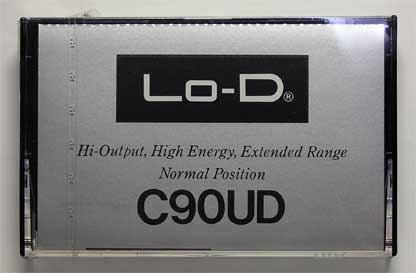 Lo-D®
Hi-Output, High Energy, Extended Range
Normal Position
C90UD